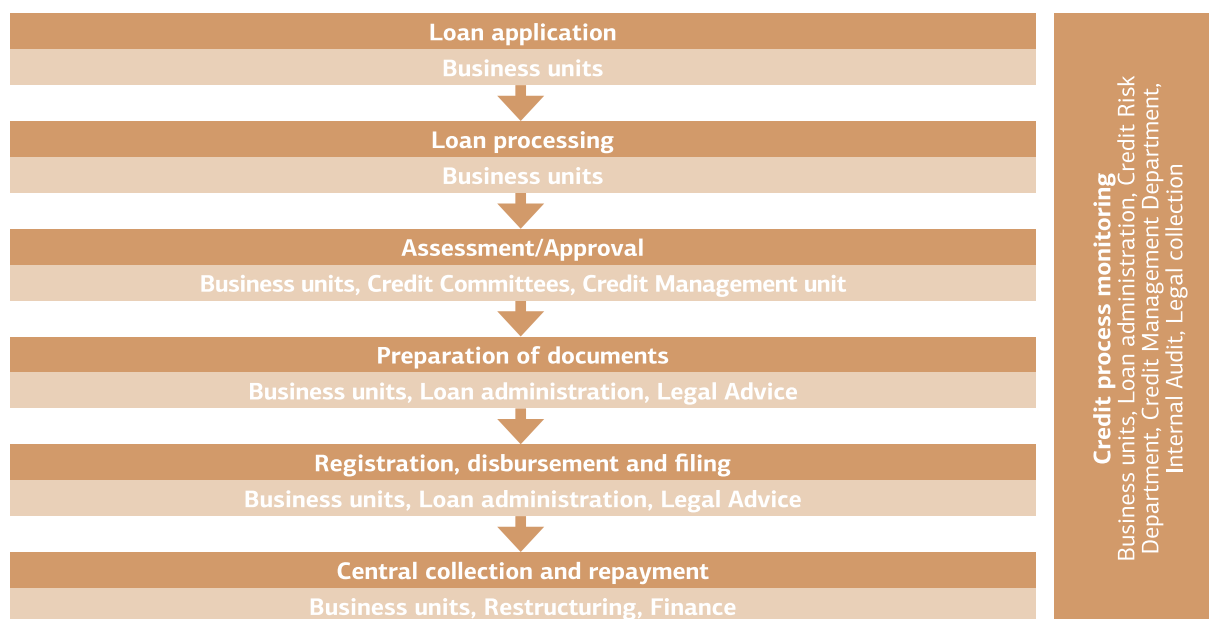 Loan application
Business units
Loan processing
Business units
Assessment/Approval
Business units, Credit Committees, Credit Management unit
Preparation of documents
Business units, Loan administration, Legal Advice
Registration, disbursement and filing
Business units, Loan administration, Legal Advice
Central collection and repayment
Business units, Restructuring, Finance
Credit process monitoring
Business units, Loan administration, Credit Risk
Department, Credit Management Department,
Internal Audit, Legal collection